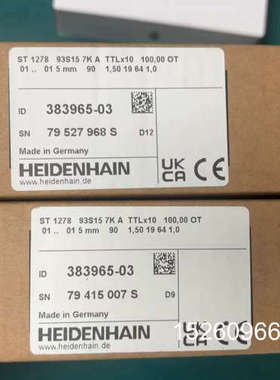 ST 1278 93S15 7K A TTLx10 100,00 OT
01 .. 01 5 mm 90 1,50 19 64 1,0
ID 383965-03
SN 79 527 968 S D12
Made in Germany
HEIDENHAIN
www.heidenhain.de
UK
CA CE
ST 1278 93S15 7K A TTLx10 100,00 OT
01 .. 01 5 mm 90 1,50 19 64 1,0
ID 383965-03
SN 79 415 007 S D9
Made in Germany
HEIDENHAIN
www.heidenhain.de
UK
CA CE